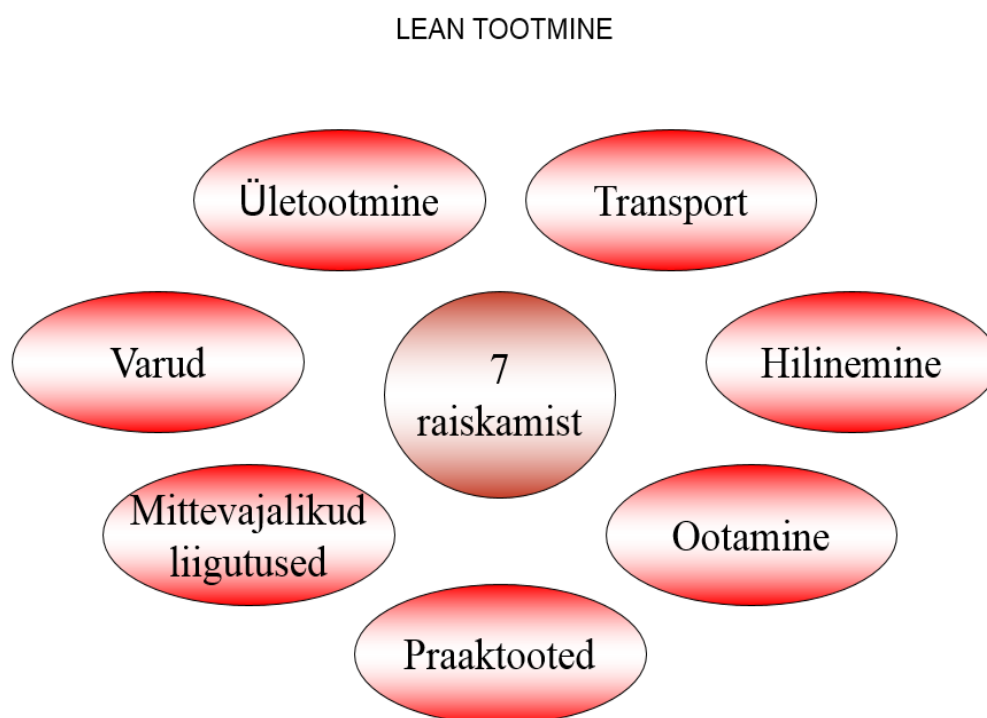 LEAN TOOTMINE
Ületootmine
Transport
Varud
7
raiskamist
Hilinemine
Mittevajalikud
liigutused
Ootamine
Praaktooted